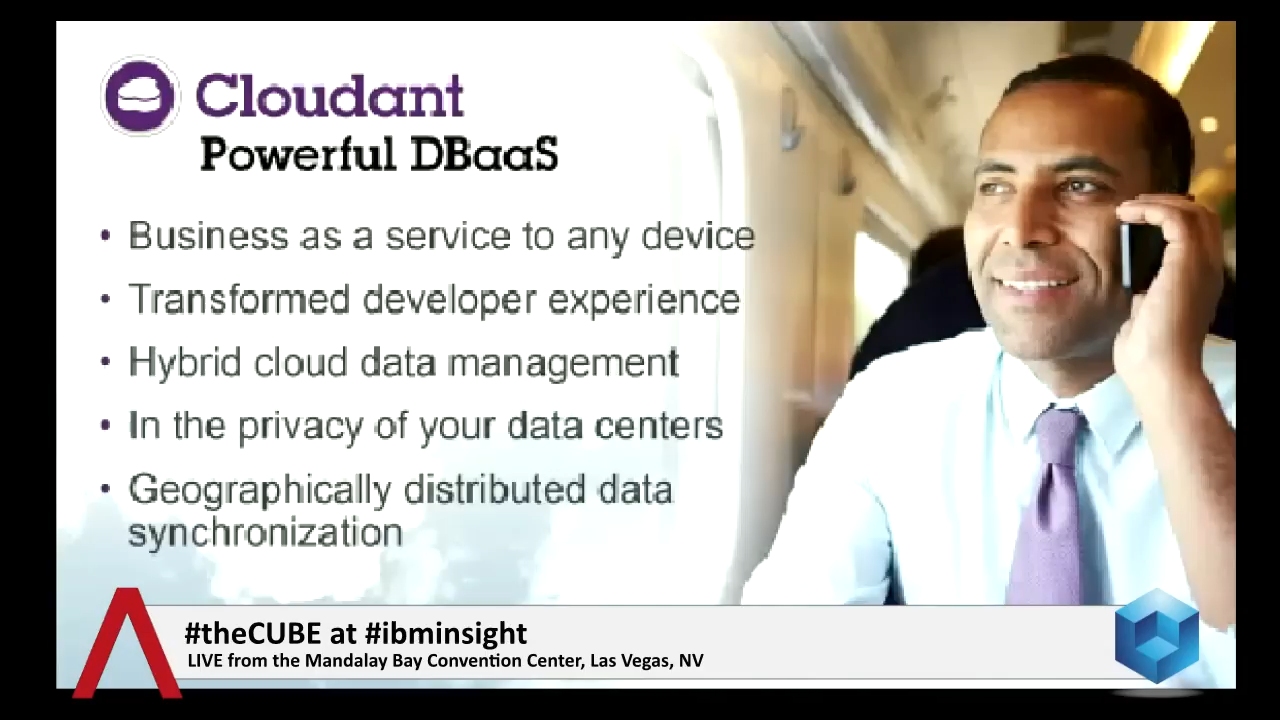 Cloudant
Powerful DBaaS
• Business as a service to any device
• Transformed developer experience
• Hybrid cloud data management
• In the privacy of your data centers
• Geographically distributed data
synchronization
#theCUBE at #ibminsight
LIVE from the Mandalay Bay Convention Center, Las Vegas, NV